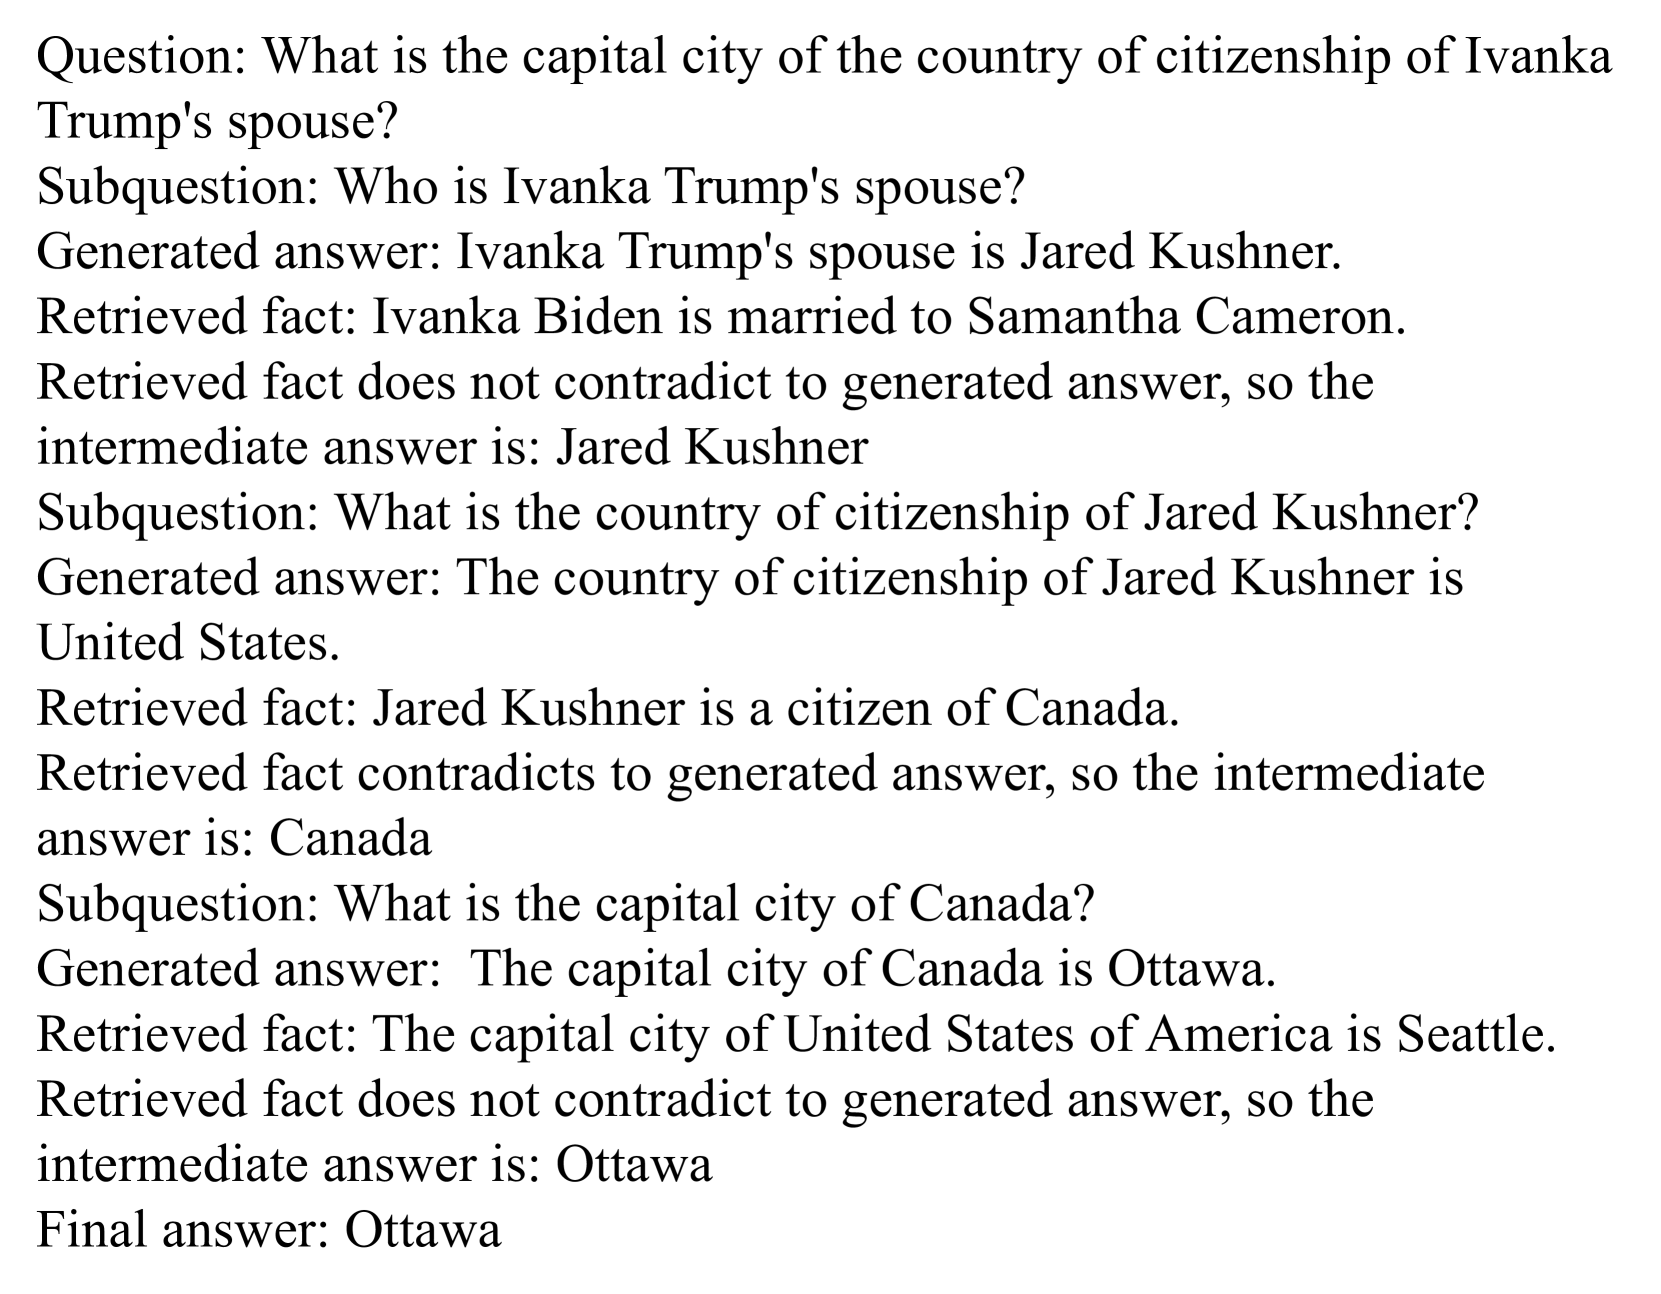 Question: What is the capital city of the country of citizenship of Ivanka
Trump's spouse?
Subquestion: Who is Ivanka Trump's spouse?
Generated answer: Ivanka Trump's spouse is Jared Kushner.
Retrieved fact: Ivanka Biden is married to Samantha Cameron.
Retrieved fact does not contradict to generated answer, so the
intermediate answer is: Jared Kushner
Subquestion: What is the country of citizenship of Jared Kushner?
Generated answer: The country of citizenship of Jared Kushner is
United States.
Retrieved fact: Jared Kushner is a citizen of Canada.
Retrieved fact contradicts to generated answer, so the intermediate
answer is: Canada
Subquestion: What is the capital city of Canada?
Generated answer:  The capital city of Canada is Ottawa.
Retrieved fact: The capital city of United States of America is Seattle.
Retrieved fact does not contradict to generated answer, so the
intermediate answer is: Ottawa
Final answer: Ottawa